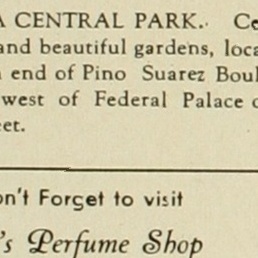 A CENTRAL PARK. Ce
and beautiful gardens, loca
end of Pino Suarez Boul
west of Federal Palace o
eet.
on't Forget to visit
's Perfume Shop